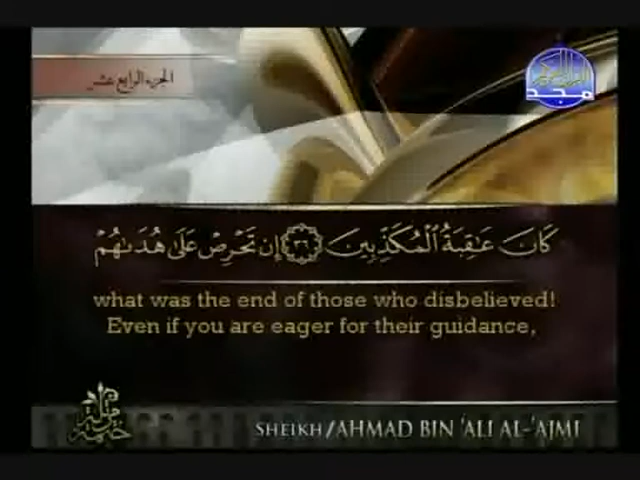 الجزء الرابع عشر
مجد
كَانَ عَـٰقِبَةُ ٱلْمُكَذِّبِينَ ٣٦ إِن تَحْرِصْ عَلَىٰ هُدَىٰهُمْ
what was the end of those who disbelieved!
Even if you are eager for their guidance,
SHEIKH/AHMAD BIN 'ALI AL-'AJMI